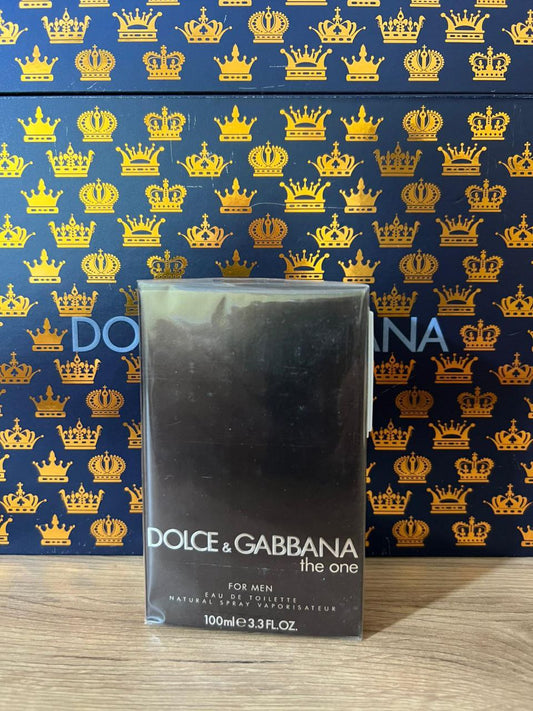 DO ANA
DOLCE & GABBANA
the one
FOR MEN
EAU DE TOILETTE
NATURAL SPRAY VAPORISATEUR
100ml ℮ 3.3 FL.OZ.